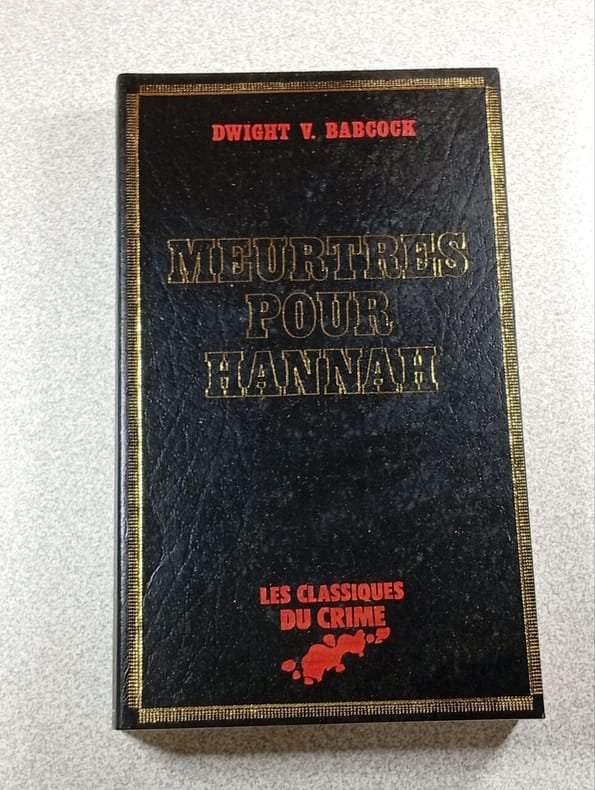 DWIGHT V. BABCOCK
MEURTRES
POUR
HANNAH
LES CLASSIQUES
DU CRIME